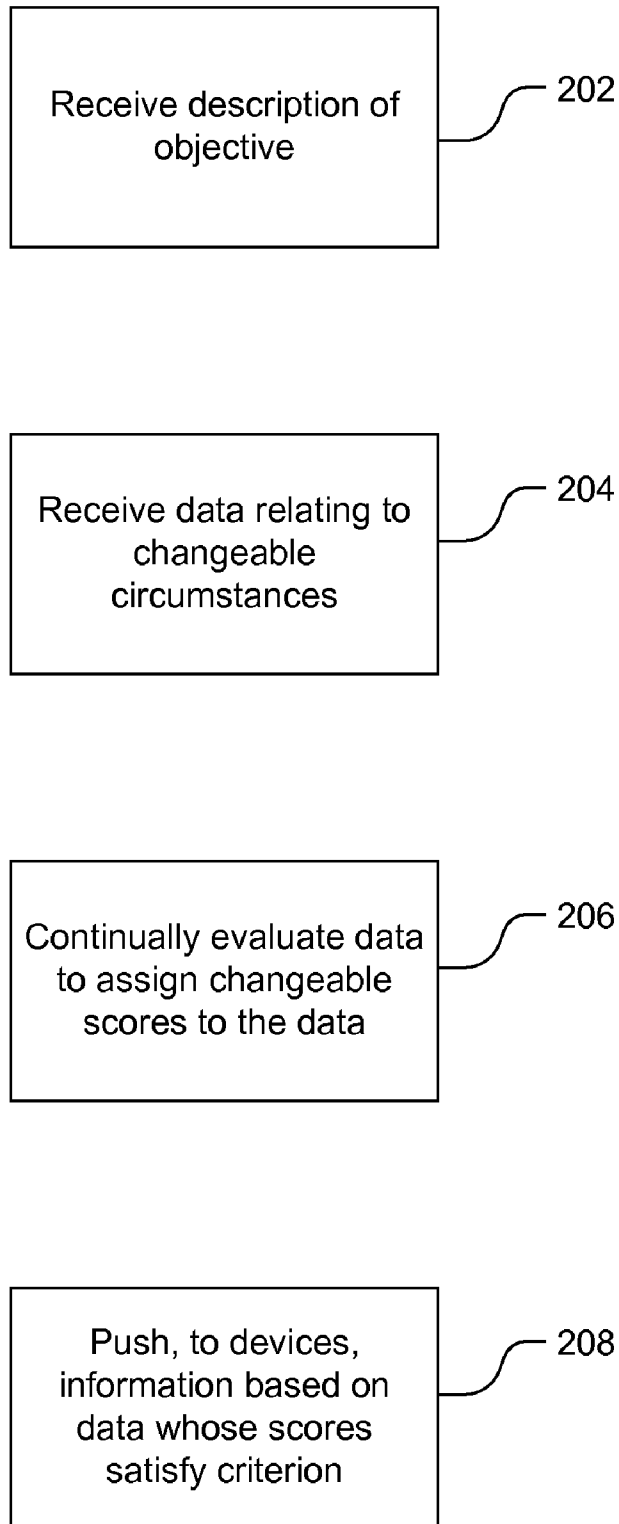 Receive description of
objective
202
Receive data relating to
changeable
circumstances
204
Continually evaluate data
to assign changeable
scores to the data
206
Push, to devices,
information based on
data whose scores
satisfy criterion
208